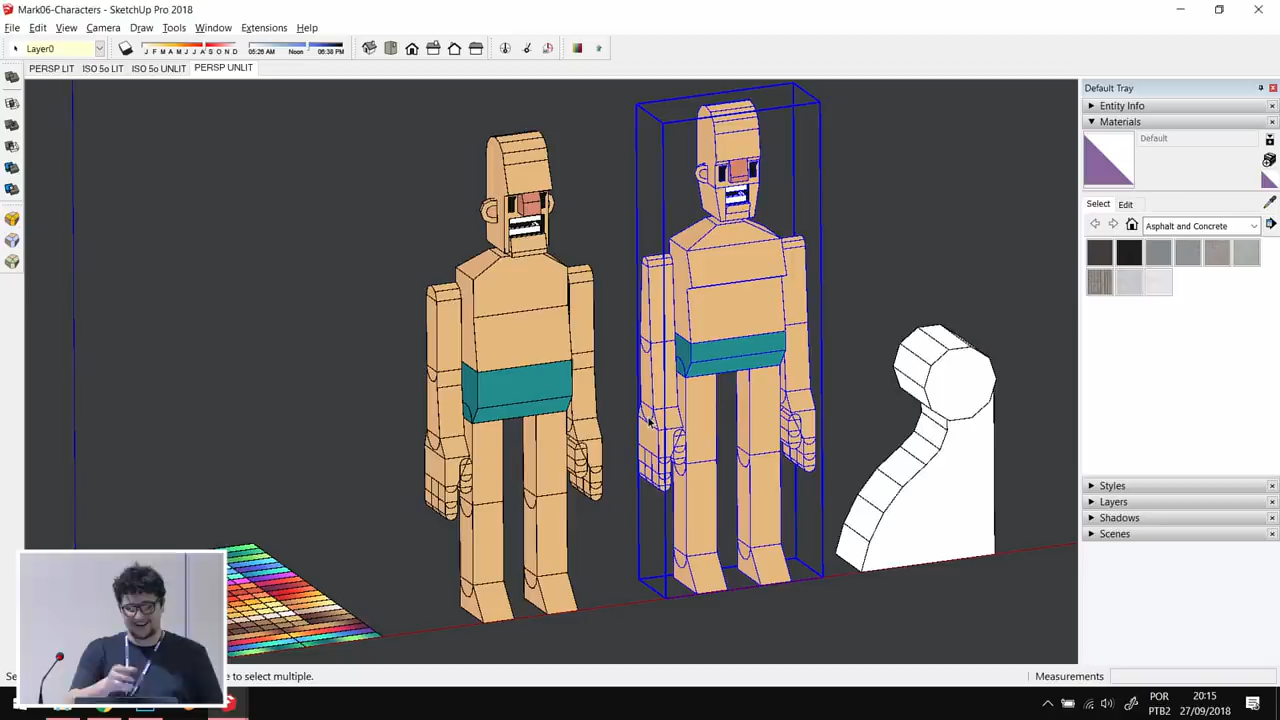 Mark06-Characters - SketchUp Pro 2018
File Edit View Camera Draw Tools Window Extensions Help
Layer0
J F M A M J J A S O N D
05:26 AM Noon 06:38 PM
PERSP LIT ISO 5o LIT ISO 5o UNLIT PERSP UNLIT
Default Tray
Entity Info
Materials
Default
Select Edit
Asphalt and Concrete
Styles
Layers
Shadows
Scenes
to select multiple.
Measurements
POR
PTB2
20:15
27/09/2018